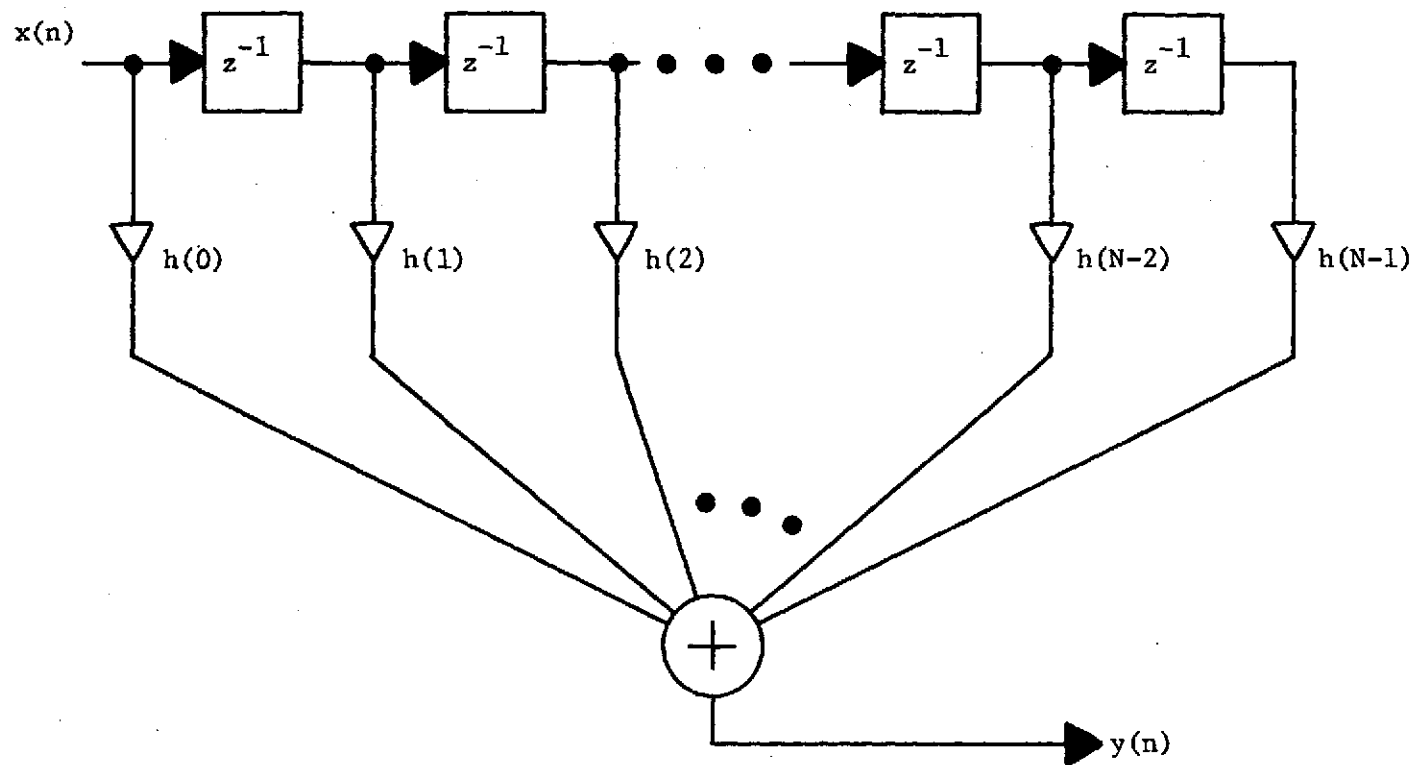 x(n)
z^-1 z^-1 z^-1 z^-1
h(0) h(1) h(2) h(N-2) h(N-1)
+
y(n)